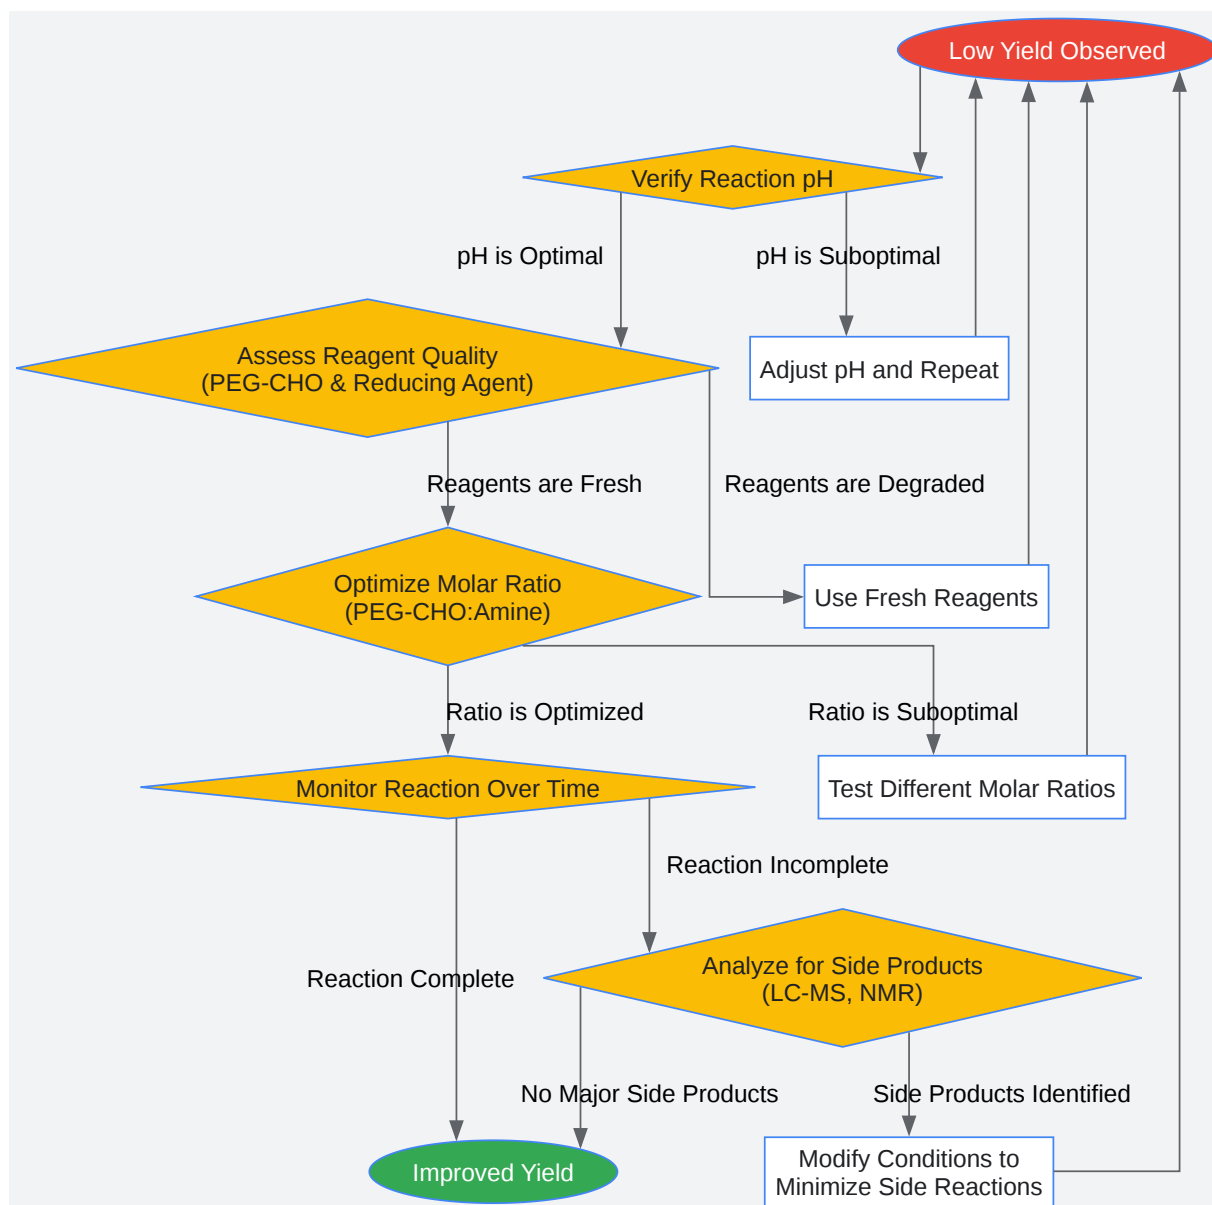 Low Yield Observed
Verify Reaction pH
pH is Optimal
pH is Suboptimal
Assess Reagent Quality
(PEG-CHO & Reducing Agent)
Adjust pH and Repeat
Reagents are Fresh
Reagents are Degraded
Optimize Molar Ratio
(PEG-CHO:Amine)
Use Fresh Reagents
Ratio is Optimized
Ratio is Suboptimal
Monitor Reaction Over Time
Test Different Molar Ratios
Reaction Incomplete
Analyze for Side Products
(LC-MS, NMR)
Reaction Complete
No Major Side Products
Side Products Identified
Improved Yield
Modify Conditions to
Minimize Side Reactions